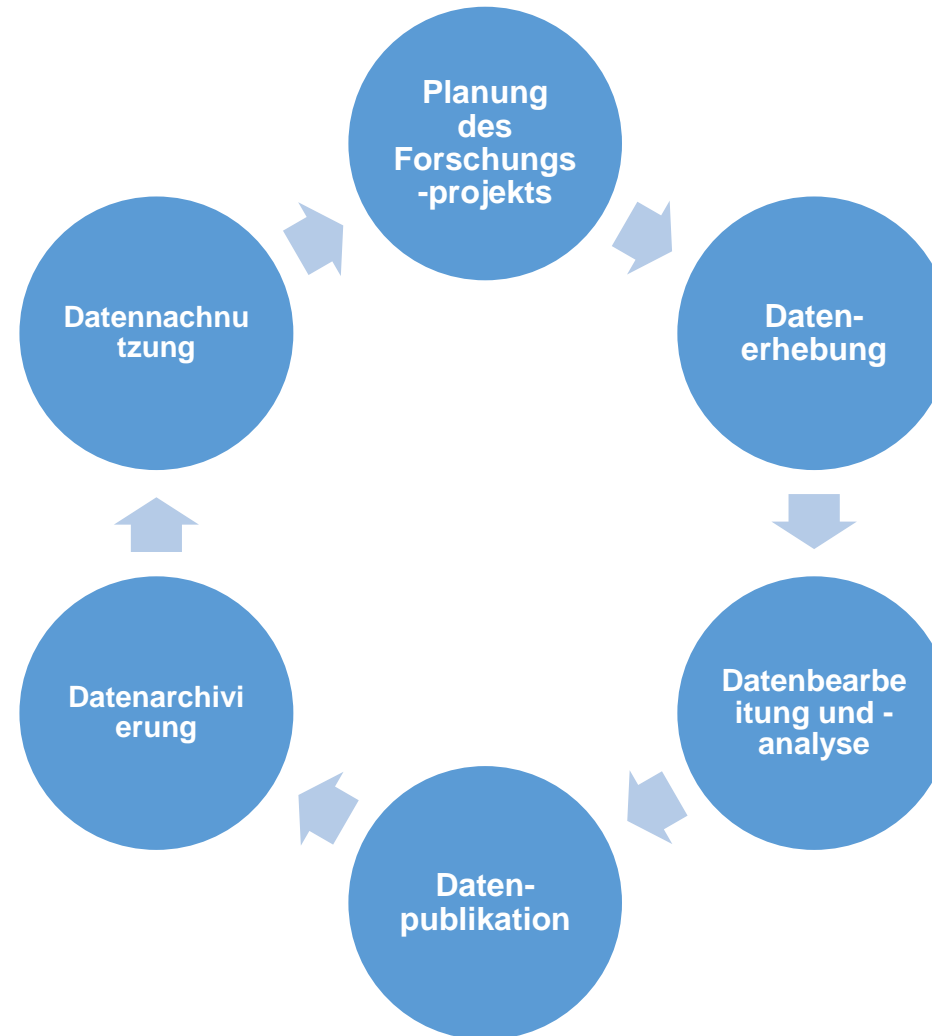 Planung
des
Forschungs
-projekts
Daten-
erhebung
Datenbearbe
itung und -
analyse
Daten-
publikation
Datenarchivi
erung
Datennachnu
tzung